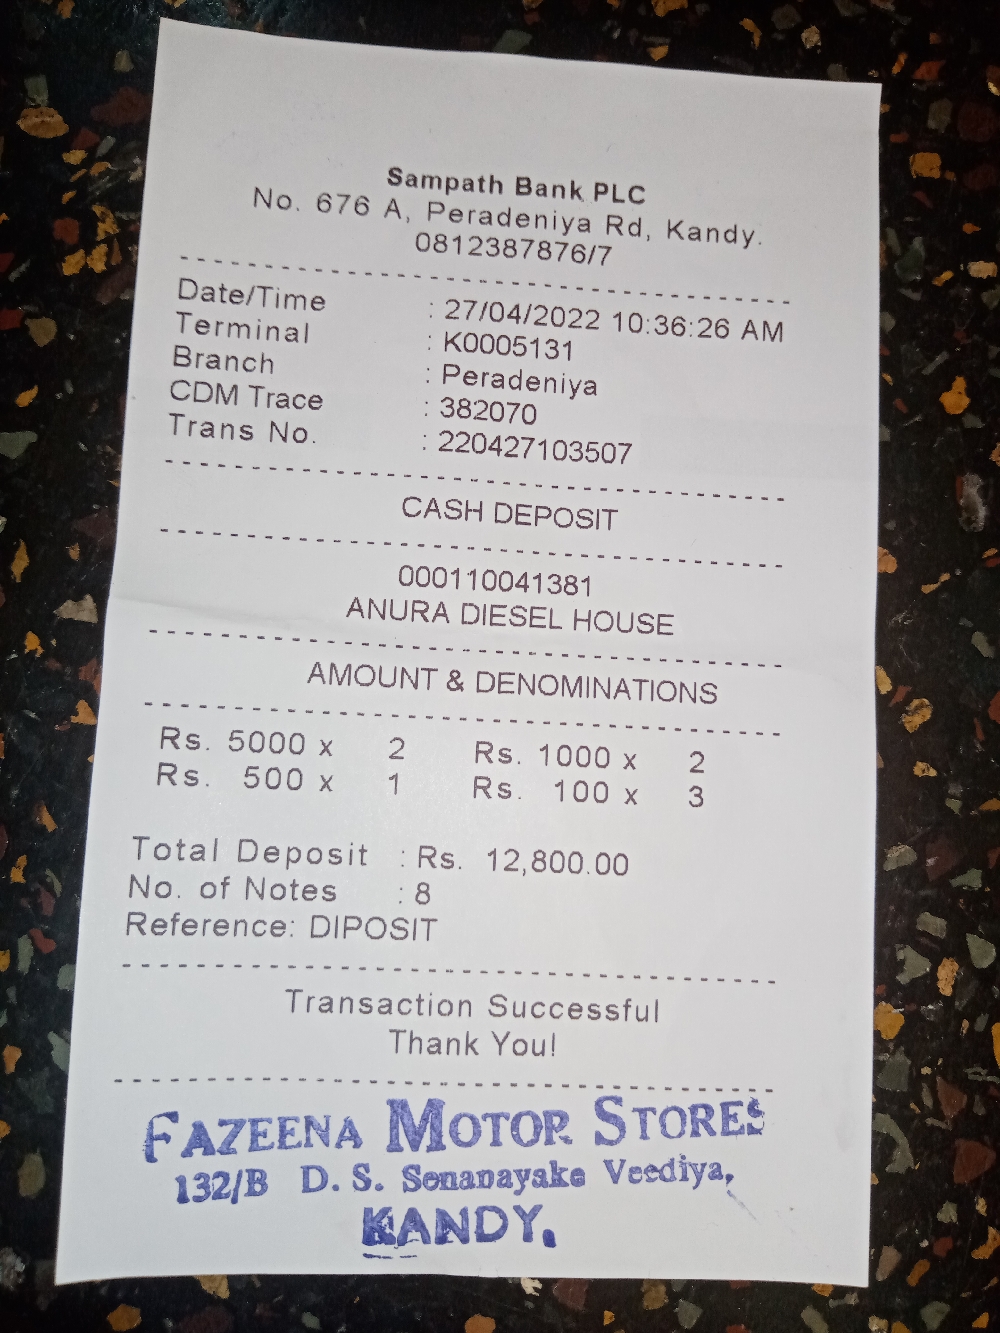 Sampath Bank PLC
No. 676 A, Peradeniya Rd, Kandy.
0812387876/7
Date/Time : 27/04/2022 10:36:26 AM
Terminal : K0005131
Branch : Peradeniya
CDM Trace : 382070
Trans No. : 220427103507
CASH DEPOSIT
000110041381
ANURA DIESEL HOUSE
AMOUNT & DENOMINATIONS
Rs. 5000 x 2 Rs. 1000 x 2
Rs. 500 x 1 Rs. 100 x 3
Total Deposit : Rs. 12,800.00
No. of Notes : 8
Reference: DIPOSIT
Transaction Successful
Thank You!
FAZEENA MOTOR STORES
132/B D. S. Senanayake Veediya,
KANDY.